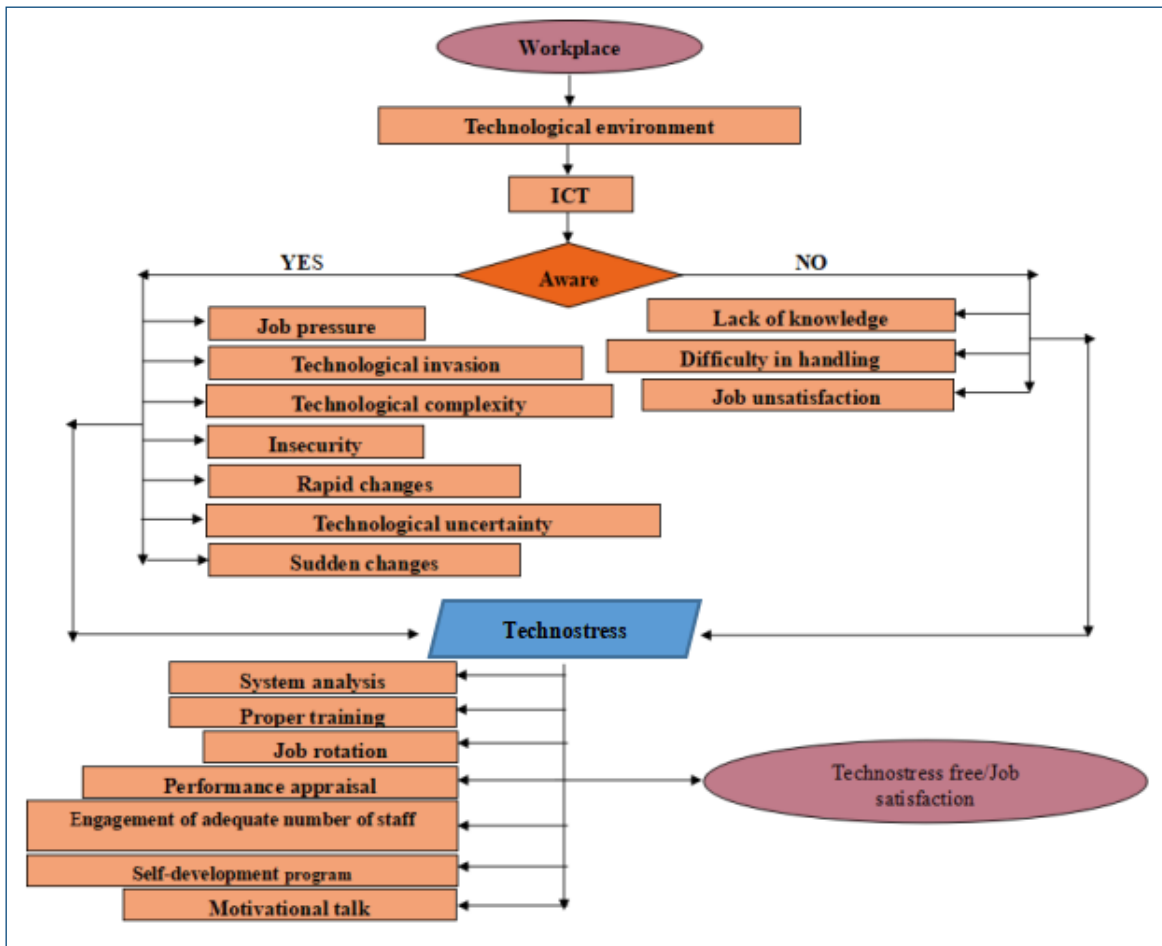 Workplace
Technological environment
ICT
YES
Aware
NO
Job pressure
Technological invasion
Technological complexity
Insecurity
Rapid changes
Technological uncertainty
Sudden changes
Lack of knowledge
Difficulty in handling
Job unsatisfaction
Technostress
System analysis
Proper training
Job rotation
Performance appraisal
Engagement of adequate number of staff
Self-development program
Motivational talk
Technostress free/Job
satisfaction